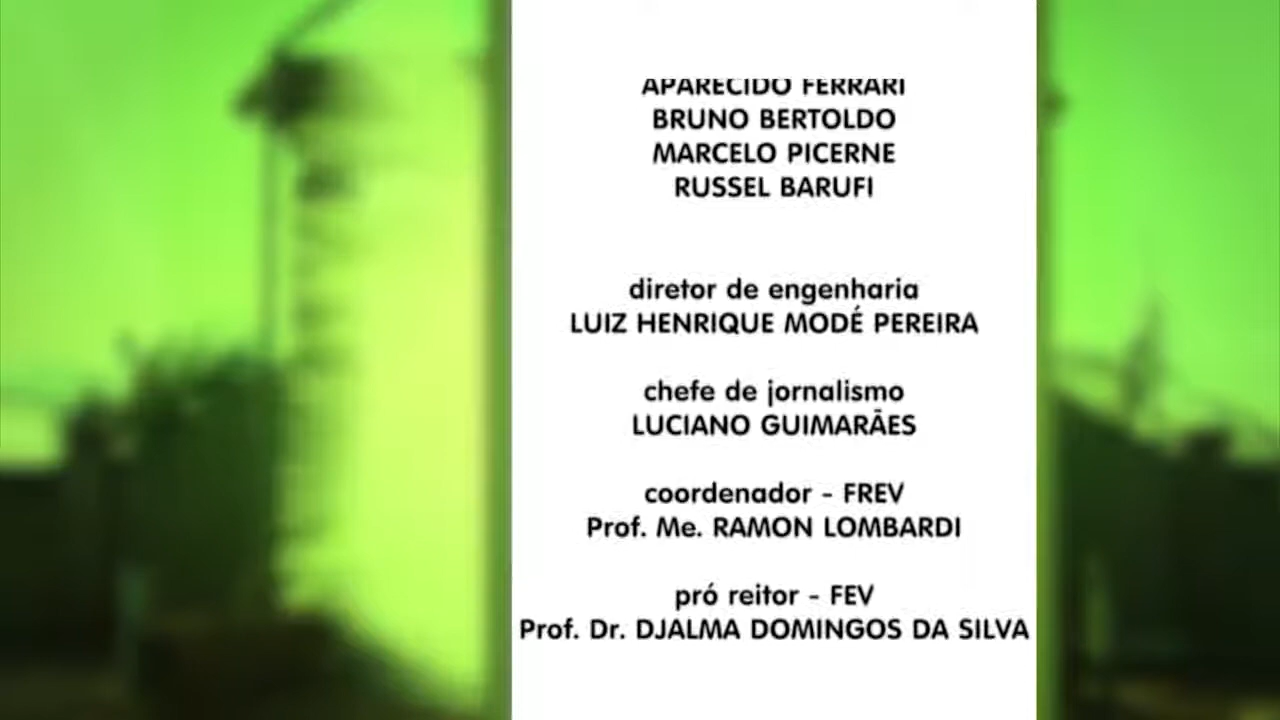 APARECIDO FERRARI
BRUNO BERTOLDO
MARCELO PICERNE
RUSSEL BARUFI
diretor de engenharia
LUIZ HENRIQUE MODÉ PEREIRA
chefe de jornalismo
LUCIANO GUIMARÃES
coordenador - FREV
Prof. Me. RAMON LOMBARDI
pró reitor - FEV
Prof. Dr. DJALMA DOMINGOS DA SILVA